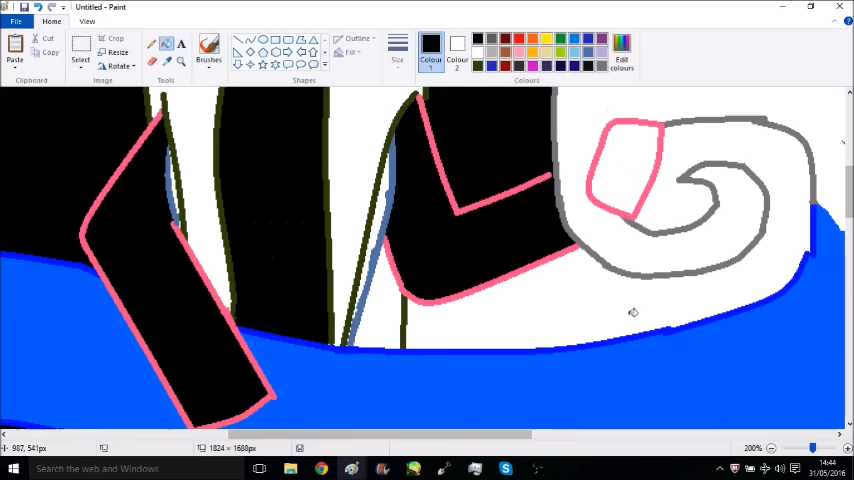 Untitled - Paint
File Home View
Paste
Cut
Copy
Clipboard
Select
Crop
Resize
Rotate
Image
A
Tools
Brushes
Outline
Fill
Shapes
Size
Colour 1
Colour 2
Edit colours
Colours
987, 541px
1824 × 1688px
200%
Search the web and Windows
14:44
31/05/2016